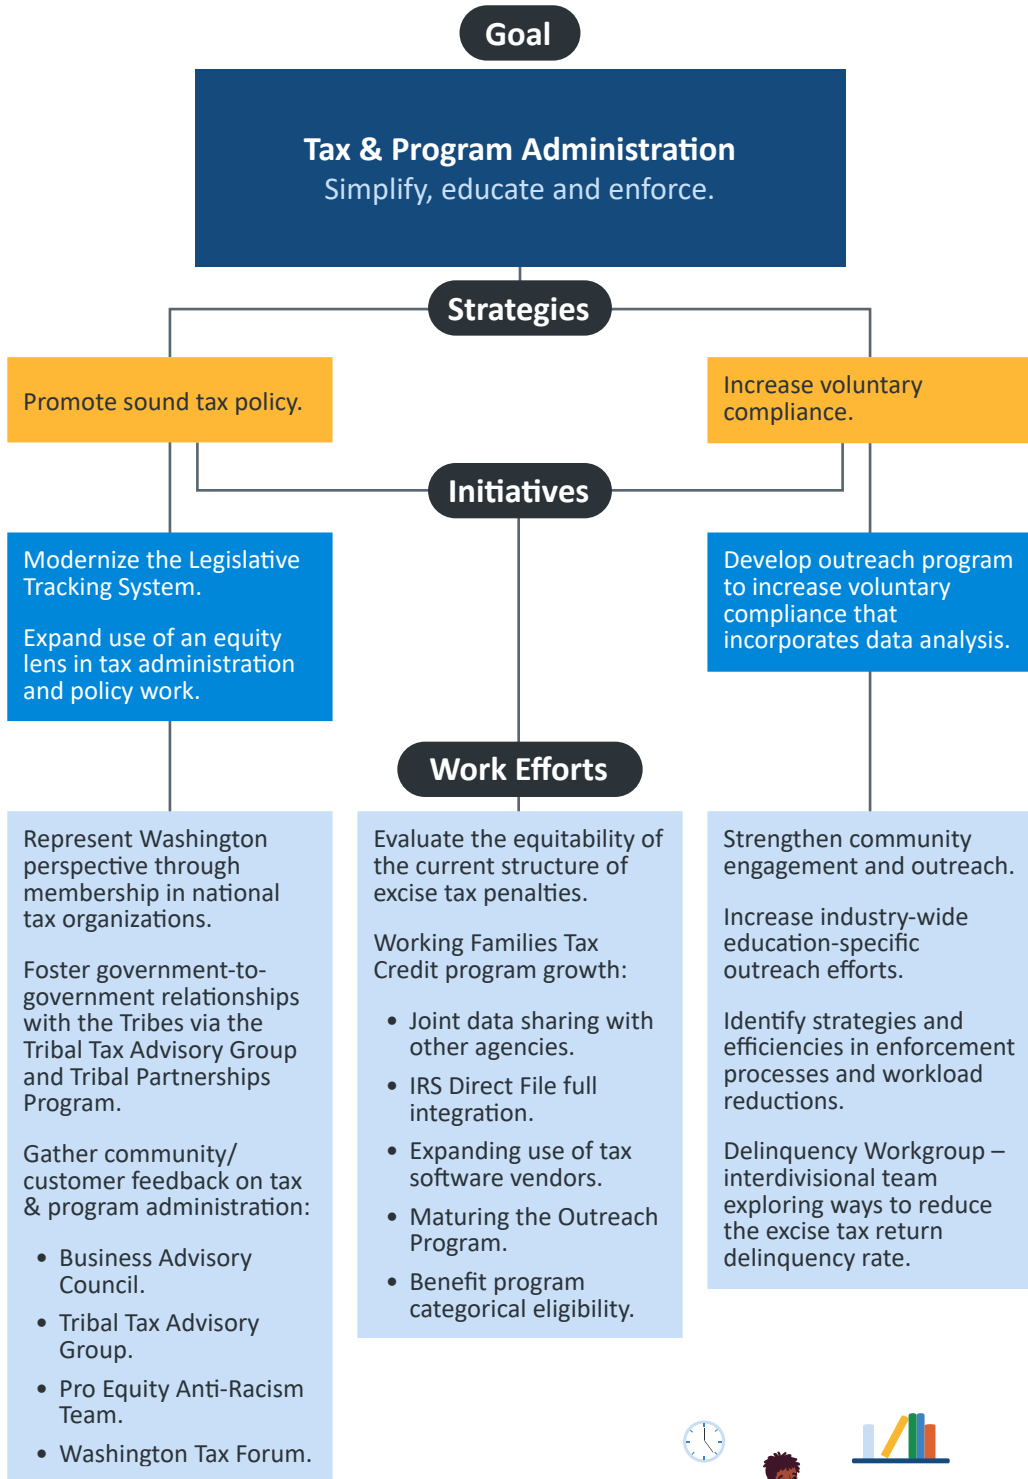 Goal
Tax & Program Administration
Simplify, educate and enforce.
Strategies
Promote sound tax policy.
Increase voluntary
compliance.
Initiatives
Modernize the Legislative
Tracking System.
Expand use of an equity
lens in tax administration
and policy work.
Develop outreach program
to increase voluntary
compliance that
incorporates data analysis.
Work Efforts
Represent Washington
perspective through
membership in national
tax organizations.
Foster government-to-
government relationships
with the Tribes via the
Tribal Tax Advisory Group
and Tribal Partnerships
Program.
Gather community/
customer feedback on tax
& program administration:
• Business Advisory
Council.
• Tribal Tax Advisory
Group.
• Pro Equity Anti-Racism
Team.
• Washington Tax Forum.
Evaluate the equitability of
the current structure of
excise tax penalties.
Working Families Tax
Credit program growth:
• Joint data sharing with
other agencies.
• IRS Direct File full
integration.
• Expanding use of tax
software vendors.
• Maturing the Outreach
Program.
• Benefit program
categorical eligibility.
Strengthen community
engagement and outreach.
Increase industry-wide
education-specific
outreach efforts.
Identify strategies and
efficiencies in enforcement
processes and workload
reductions.
Delinquency Workgroup –
interdivisional team
exploring ways to reduce
the excise tax return
delinquency rate.